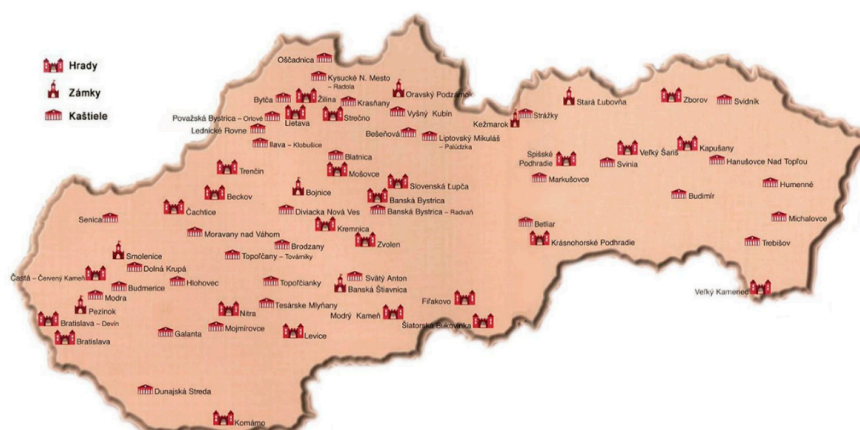 Hrady
Zámky
Kaštiele
Oščadnica
Kysucké N. Mesto
– Radola
Oravský Podzámok
Bytča
Žilina
Krasňany
Považská Bystrica – Orlové
Lietava
Strečno
Vyšný Kubín
Lednické Rovne
Bešeňová
Liptovský Mikuláš
– Palúdzka
Ilava – Klobušice
Blatnica
Trenčín
Mošovce
Bojnice
Slovenská Ľupča
Beckov
Banská Bystrica
Čachtice
Diviacka Nová Ves
Banská Bystrica – Radvaň
Senica
Kremnica
Moravany nad Váhom
Brodzany
Zvolen
Smolenice
Topoľčany – Továrniky
Dolná Krupá
Častá – Červený Kameň
Hlohovec
Topoľčianky
Svätý Anton
Budmerice
Banská Štiavnica
Modra
Tesárske Mlyňany
Pezinok
Nitra
Modrý Kameň
Fiľakovo
Bratislava – Devín
Galanta
Mojmírovce
Levice
Šiatorská Bukovinka
Bratislava
Dunajská Streda
Komárno
Kežmarok
Strážky
Stará Ľubovňa
Zborov
Svidník
Spišské
Podhradie
Veľký Šariš
Kapušany
Svinia
Hanušovce Nad Topľou
Markušovce
Budimír
Humenné
Betliar
Michalovce
Krásnohorské Podhradie
Trebišov
Veľký Kamenec